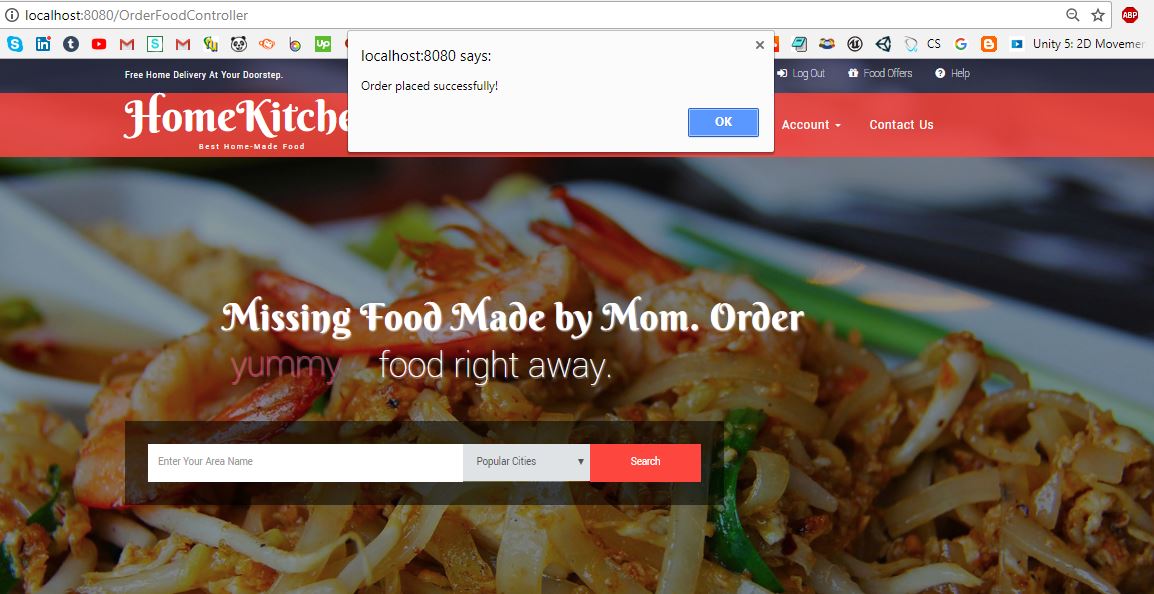 localhost:8080/OrderFoodController
ABP
CS
Unity 5: 2D Movemen
localhost:8080 says:
Order placed successfully!
OK
Free Home Delivery At Your Doorstep.
Log Out
Food Offers
Help
HomeKitche
Best Home-Made Food
Account
Contact Us
Missing Food Made by Mom. Order
yummy food right away.
Enter Your Area Name
Popular Cities
Search